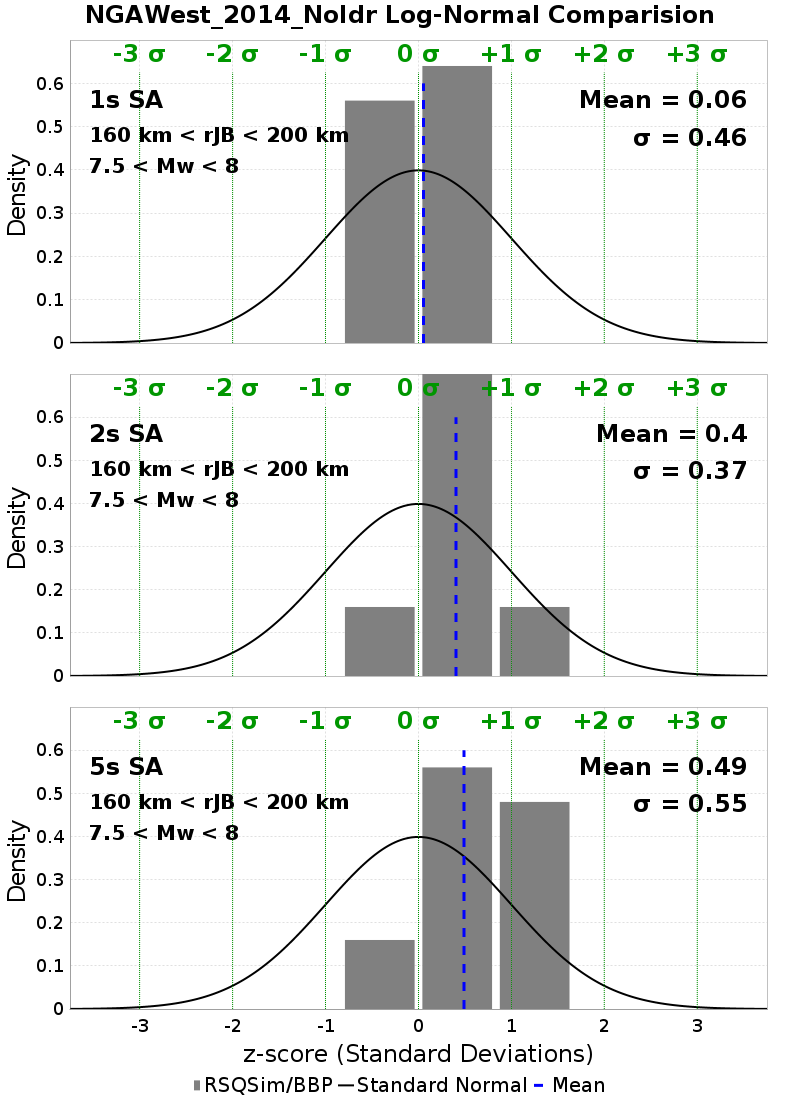 NGAWest_2014_NoIdr Log-Normal Comparision
-3 σ -2 σ -1 σ 0 σ +1 σ +2 σ +3 σ
0.6
1s SA Mean = 0.06
0.5
160 km < rJB < 200 km σ = 0.46
7.5 < Mw < 8
0.4
0.3
0.2
0.1
0
Density
-3 σ -2 σ -1 σ 0 σ +1 σ +2 σ +3 σ
0.6
2s SA Mean = 0.4
0.5
160 km < rJB < 200 km σ = 0.37
7.5 < Mw < 8
0.4
0.3
0.2
0.1
0
Density
-3 σ -2 σ -1 σ 0 σ +1 σ +2 σ +3 σ
0.6
5s SA Mean = 0.49
0.5
160 km < rJB < 200 km σ = 0.55
7.5 < Mw < 8
0.4
0.3
0.2
0.1
0
Density
-3 -2 -1 0 1 2 3
z-score (Standard Deviations)
RSQSim/BBP Standard Normal Mean